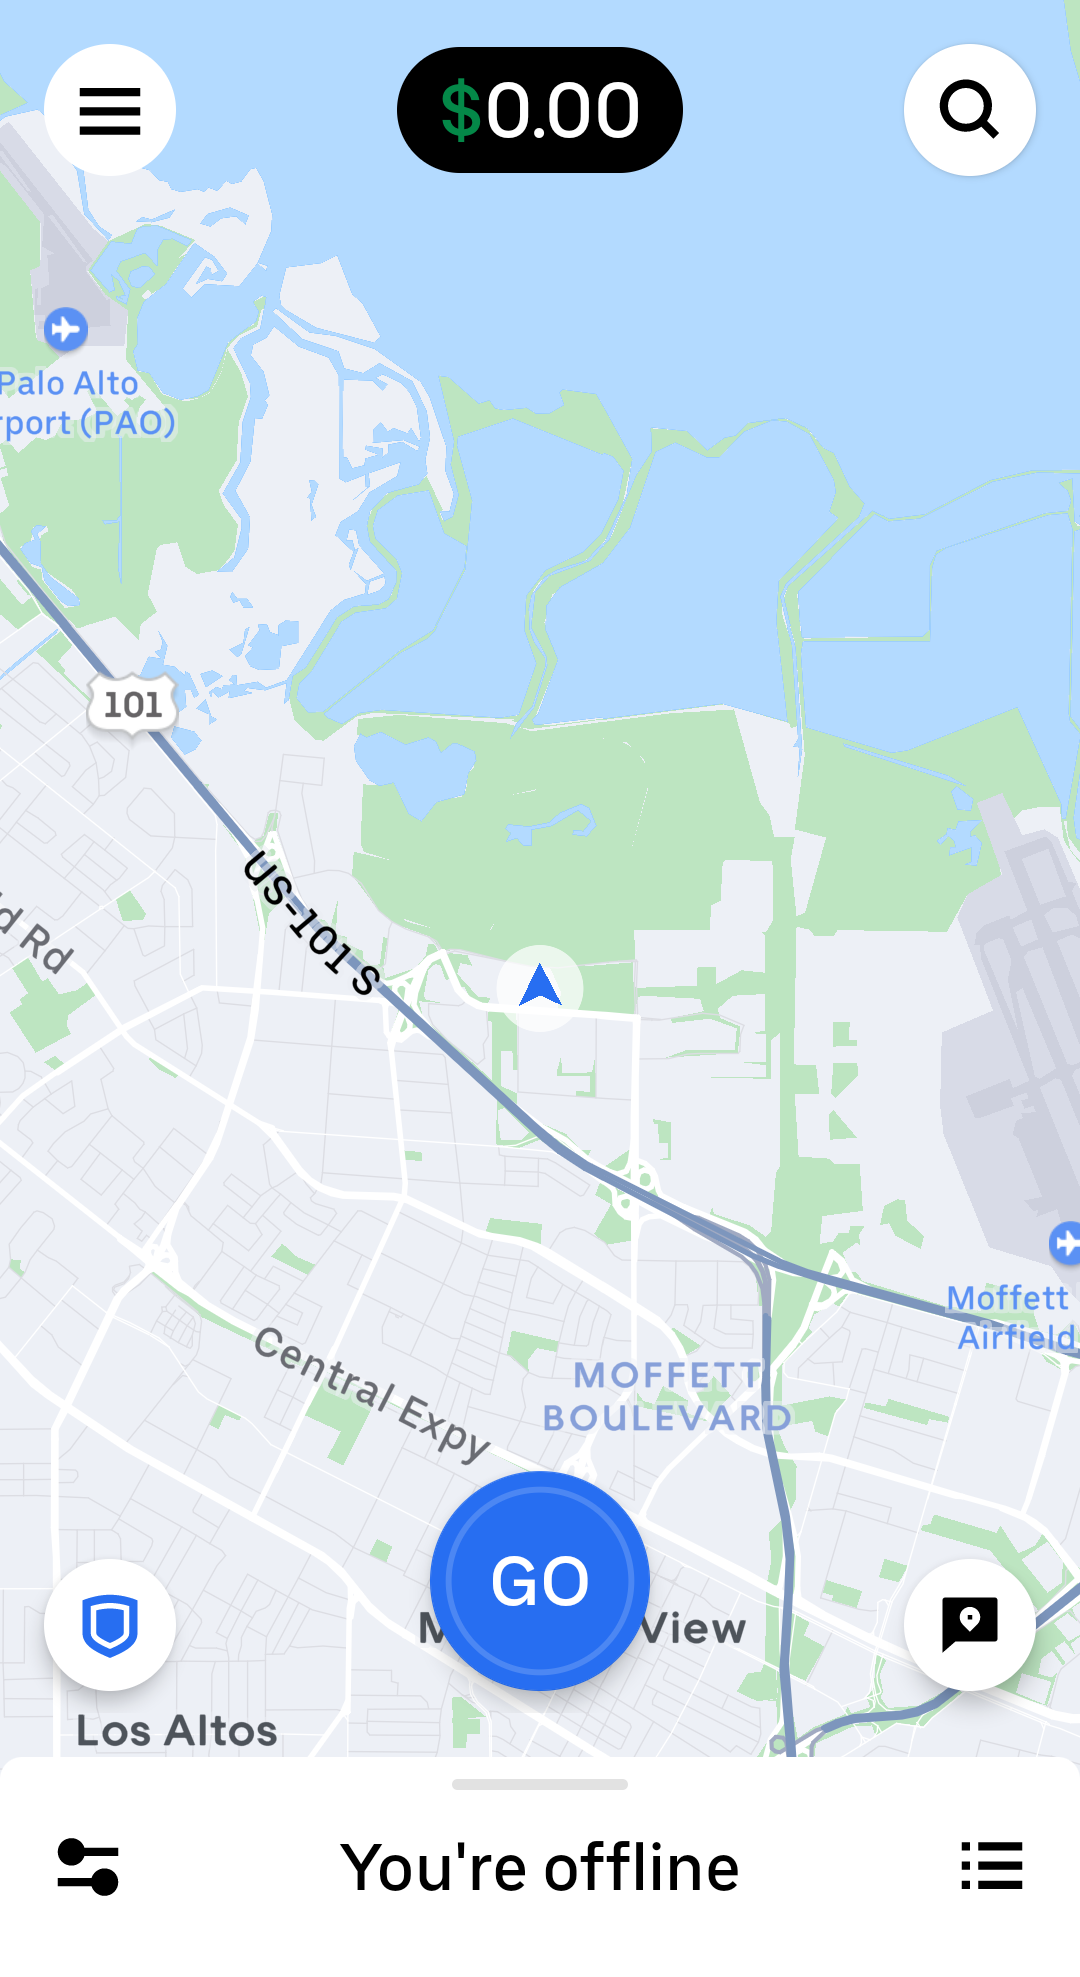 $0.00
Palo Alto
rport (PAO)
101
US-101 S
d Rd
Moffett
Airfield
Central Expy
MOFFETT
BOULEVARD
GO
View
Los Altos
You're offline